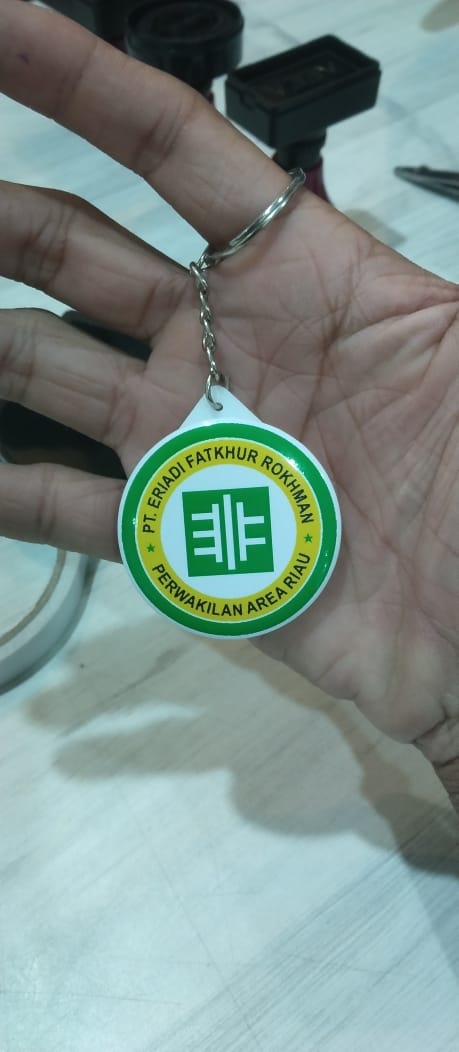 PT. ERIADI FATKHUR ROKHMAN
PERWAKILAN AREA RIAU